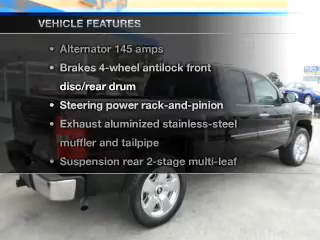 VEHICLE FEATURES
• Alternator 145 amps
• Brakes 4-wheel antilock front
disc/rear drum
• Steering power rack-and-pinion
• Exhaust aluminized stainless-steel
muffler and tailpipe
• Suspension rear 2-stage multi-leaf